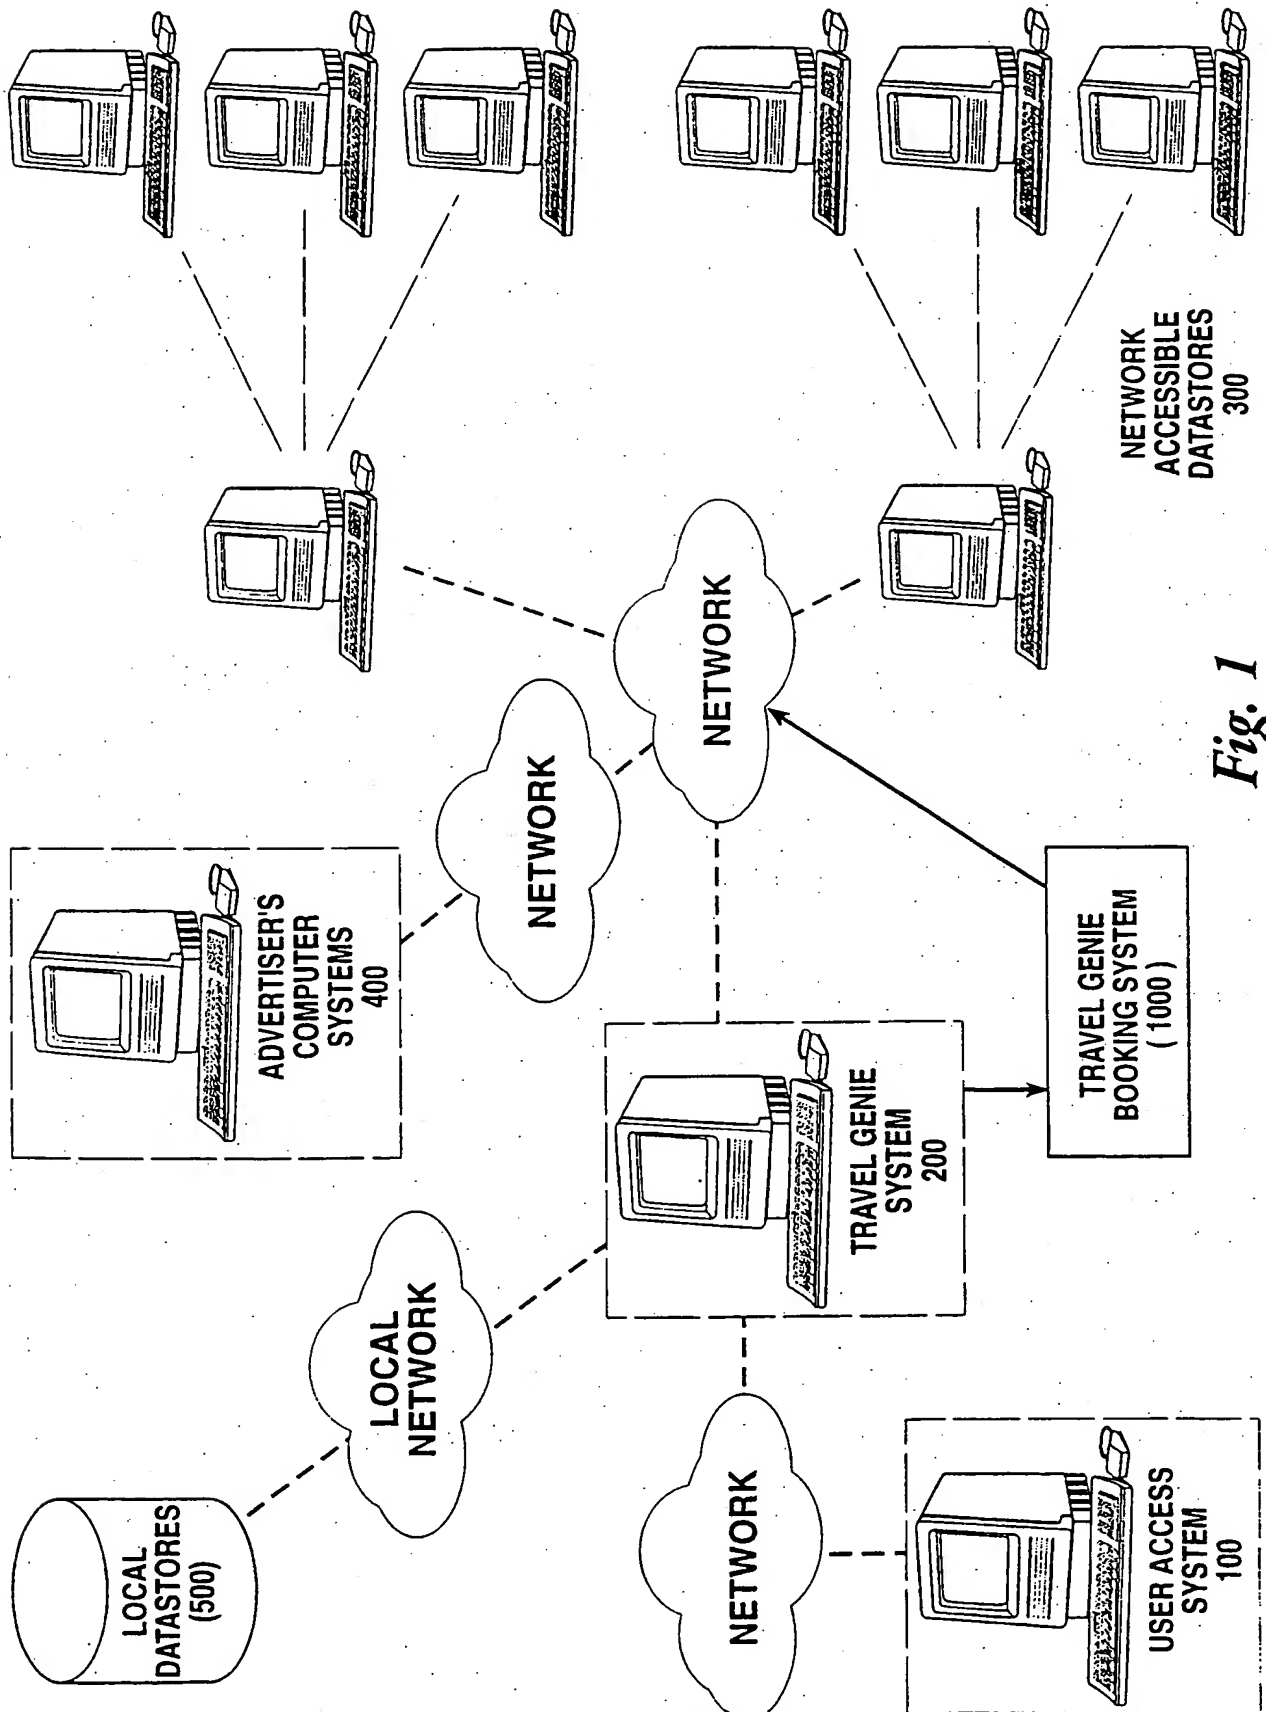 LOCAL
DATASTORES
(500)
LOCAL
NETWORK
ADVERTISER'S
COMPUTER
SYSTEMS
400
NETWORK
NETWORK
NETWORK
TRAVEL GENIE
SYSTEM
200
USER ACCESS
SYSTEM
100
TRAVEL GENIE
BOOKING SYSTEM
(1000)
NETWORK
ACCESSIBLE
DATASTORES
300
Fig. 1